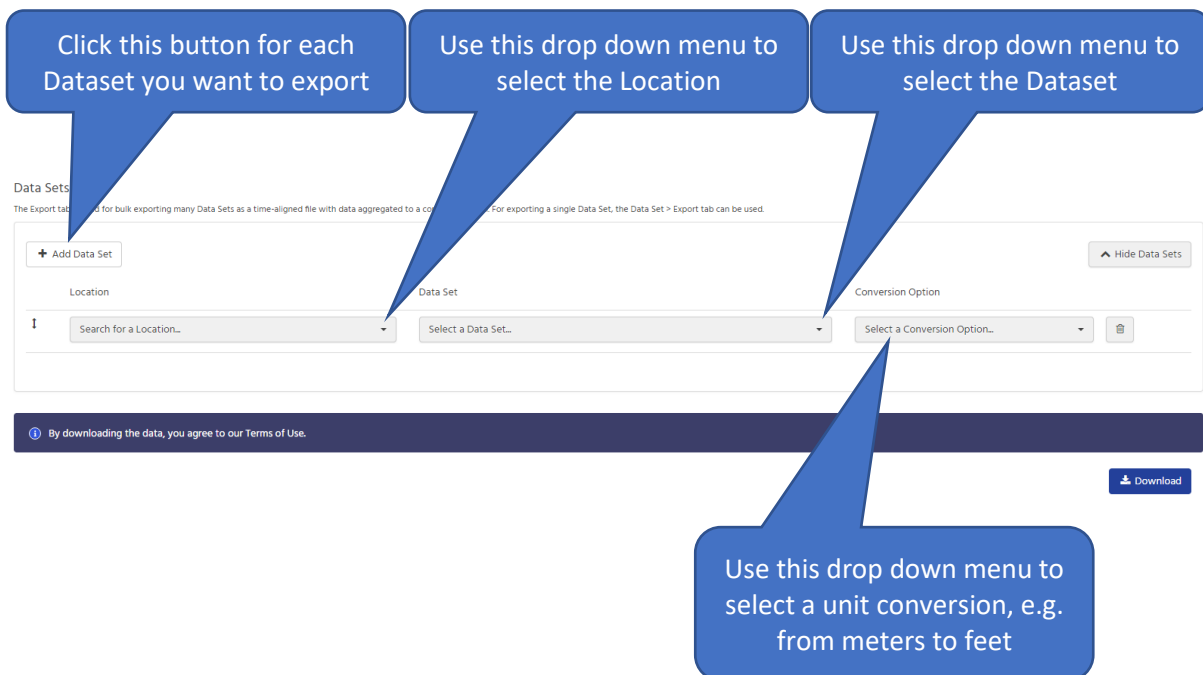 Click this button for each
Dataset you want to export
Use this drop down menu to
select the Location
Use this drop down menu to
select the Dataset
Data Sets
The Export tab d for bulk exporting many Data Sets as a time-aligned file with data aggregated to a For exporting a single Data Set, the Data Set > Export tab can be used.
+ Add Data Set
Hide Data Sets
Location
Data Set
Conversion Option
Search for a Location...
Select a Data Set...
Select a Conversion Option...
By downloading the data, you agree to our Terms of Use.
Download
Use this drop down menu to
select a unit conversion, e.g.
from meters to feet